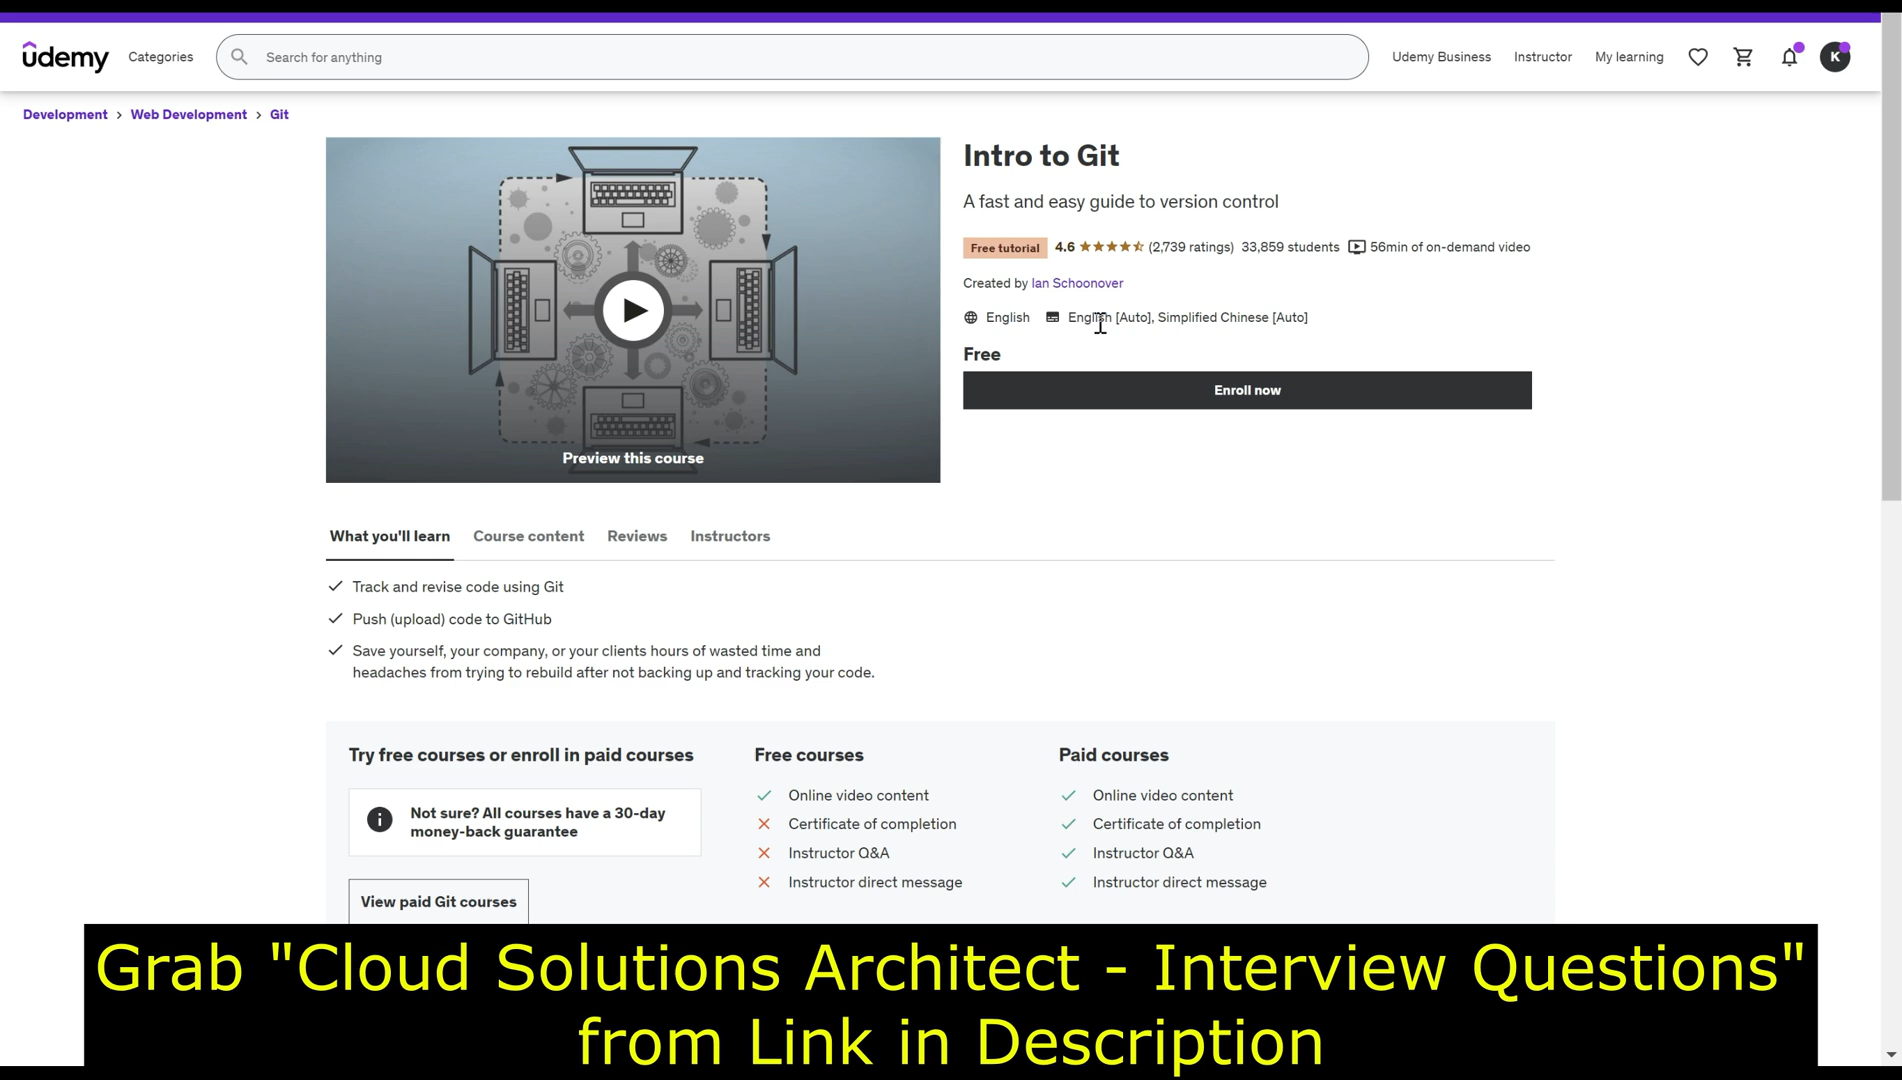 udemy
Categories
Search for anything
Udemy Business
Instructor
My learning
K
Development > Web Development > Git
Preview this course
Intro to Git
A fast and easy guide to version control
Free tutorial 4.6 (2,739 ratings) 33,859 students 56min of on-demand video
Created by Ian Schoonover
English English [Auto], Simplified Chinese [Auto]
Free
Enroll now
What you'll learn Course content Reviews Instructors
Track and revise code using Git
Push (upload) code to GitHub
Save yourself, your company, or your clients hours of wasted time and
headaches from trying to rebuild after not backing up and tracking your code.
Try free courses or enroll in paid courses
Not sure? All courses have a 30-day
money-back guarantee
View paid Git courses
Free courses
Online video content
Certificate of completion
Instructor Q&A
Instructor direct message
Paid courses
Online video content
Certificate of completion
Instructor Q&A
Instructor direct message
Grab "Cloud Solutions Architect - Interview Questions"
from Link in Description